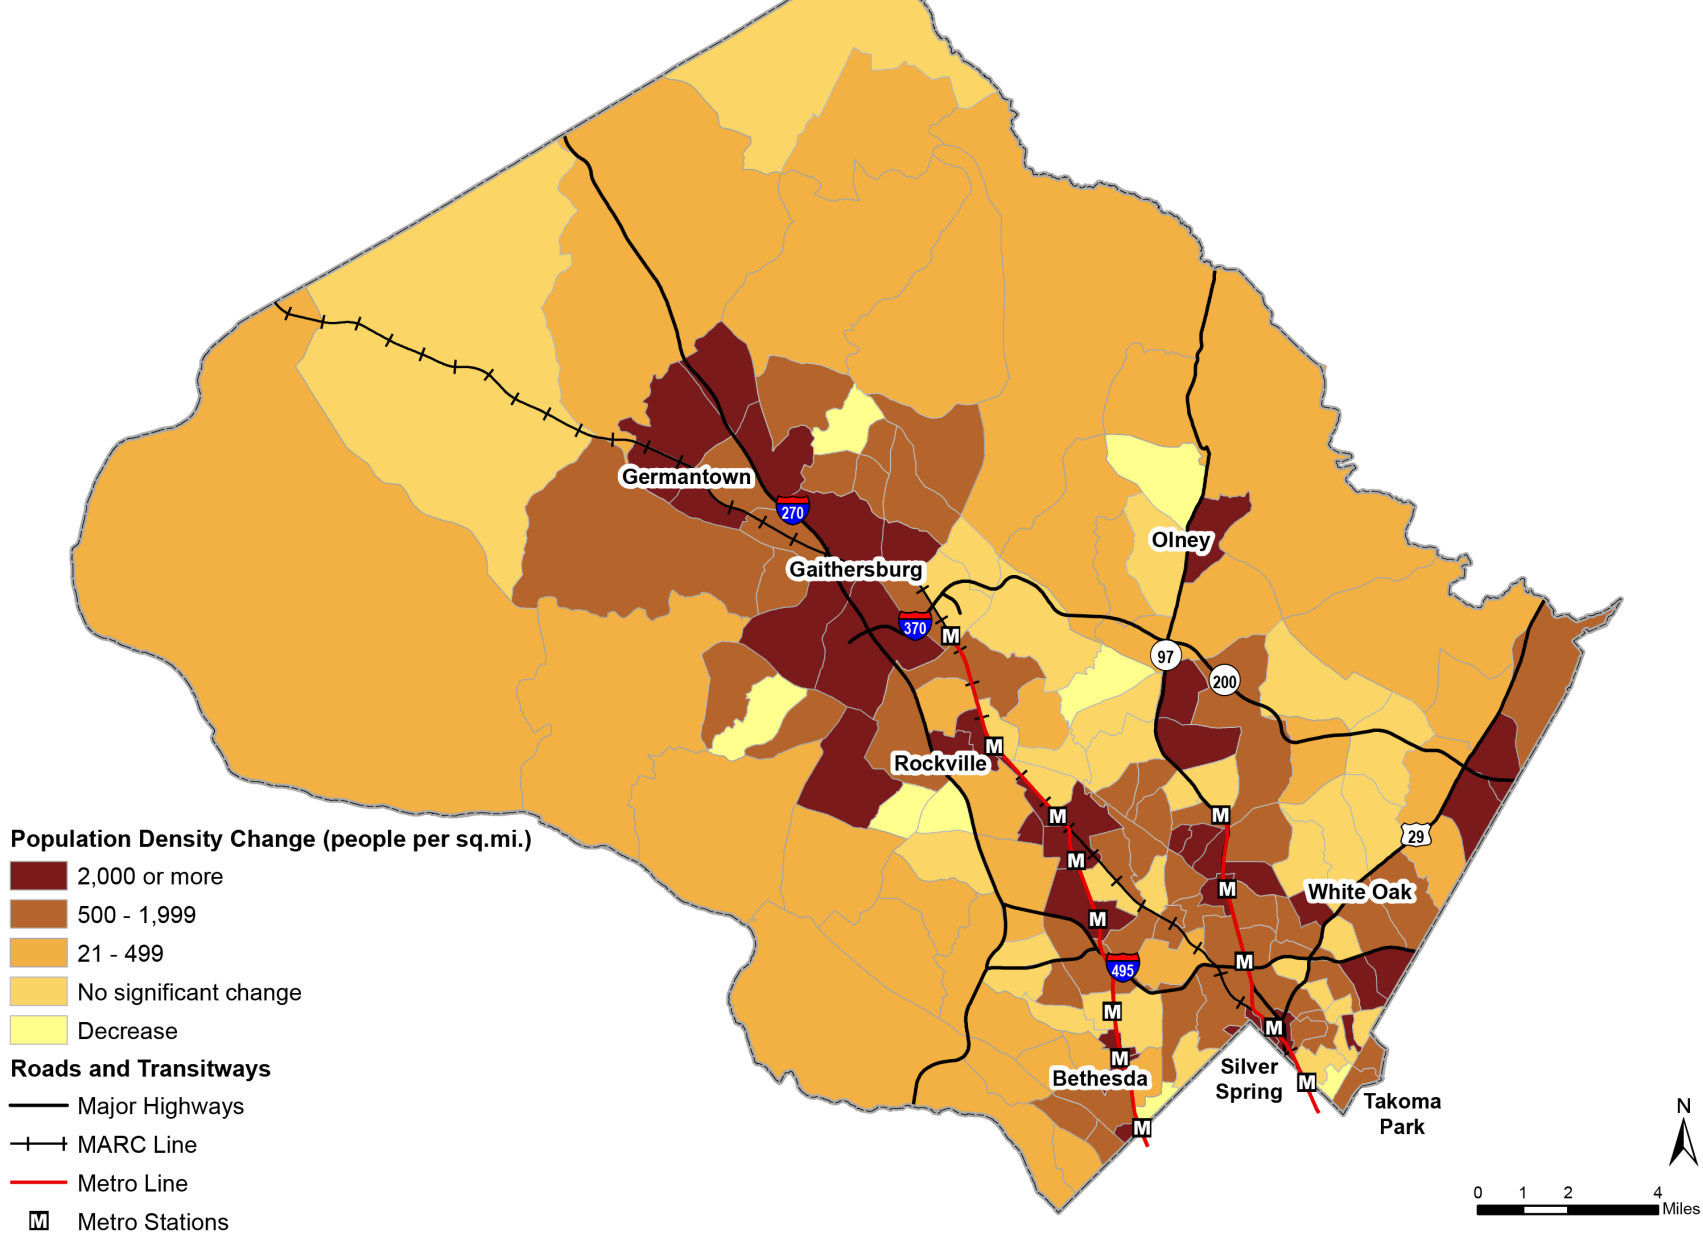 Germantown
270
Gaithersburg
Olney
370
97
200
Rockville
29
White Oak
495
Bethesda
Silver
Spring
Takoma
Park
M
M
M
M
M
M
M
M
M
M
M
M
M
Population Density Change (people per sq.mi.)
2,000 or more
500 - 1,999
21 - 499
No significant change
Decrease
Roads and Transitways
Major Highways
MARC Line
Metro Line
M Metro Stations
N
0 1 2 4
Miles